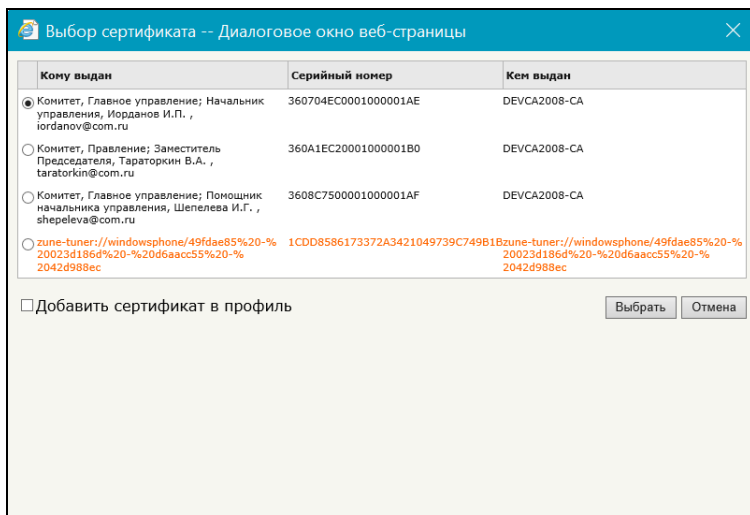 Выбор сертификата -- Диалоговое окно веб-страницы
Кому выдан Серийный номер Кем выдан
Комитет, Главное управление; Начальник 360704EC0001000001AE DEVCA2008-CA
управления, Иорданов И.П. ,
iordanov@com.ru
Комитет, Правление; Заместитель 360A1EC20001000001B0 DEVCA2008-CA
Председателя, Тараторкин В.А. ,
taratorkin@com.ru
Комитет, Главное управление; Помощник 3608C7500001000001AF DEVCA2008-CA
начальника управления, Шепелева И.Г. ,
shepeleva@com.ru
zune-tuner://windowsphone/49fdae85%20-% 1CDD8586173372A3421049739C749B1B zune-tuner://windowsphone/49fdae85%20-%
20023d186d%20-%20d6aacc55%20-% 20023d186d%20-%20d6aacc55%20-%
2042d988ec 2042d988ec
Добавить сертификат в профиль Выбрать Отмена